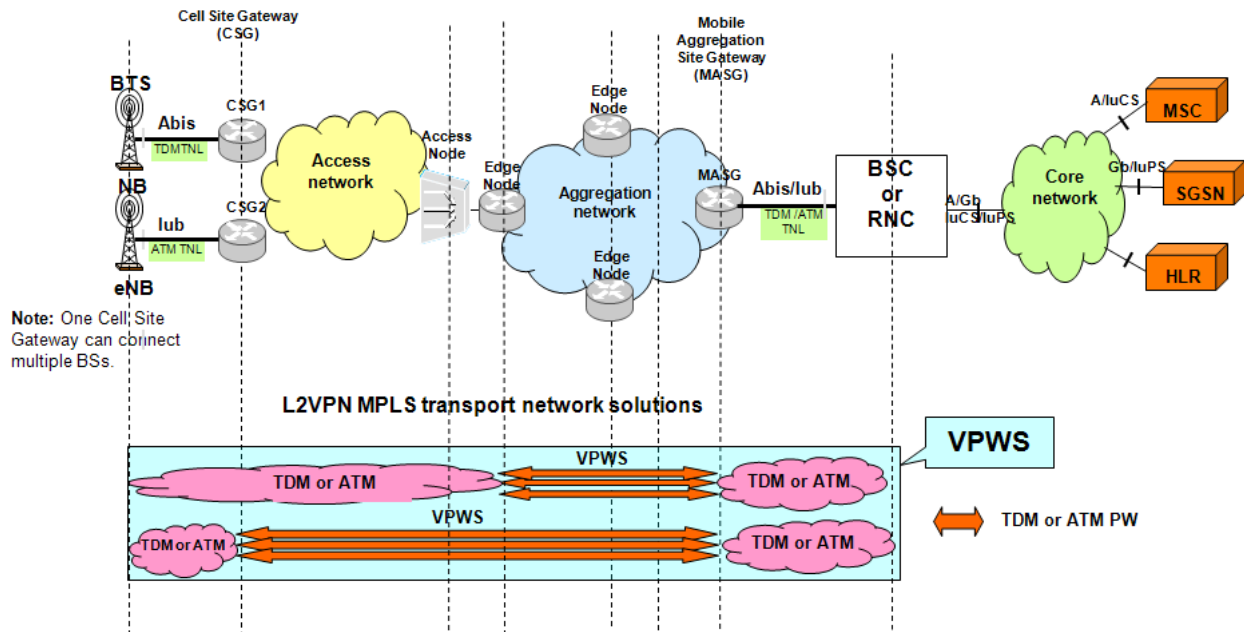 Cell Site Gateway
(CSG)
Mobile
Aggregation
Site Gateway
(MASG)
BTS
Abis
TDMTNL
CSG1
NB
Iub
ATM TNL
CSG2
eNB
Note: One Cell Site
Gateway can connect
multiple BSs.
Access
network
Access
Node
Edge
Node
Edge
Node
Aggregation
network
Edge
Node
MASG
Abis/Iub
TDM /ATM
TNL
BSC
or
RNC
A/Gb
IuCS/IuPS
Core
network
A/IuCS
MSC
Gb/IuPS
SGSN
HLR
L2VPN MPLS transport network solutions
VPWS
TDM or ATM
VPWS
TDM or ATM
TDM or ATM
VPWS
TDM or ATM
TDM or ATM PW